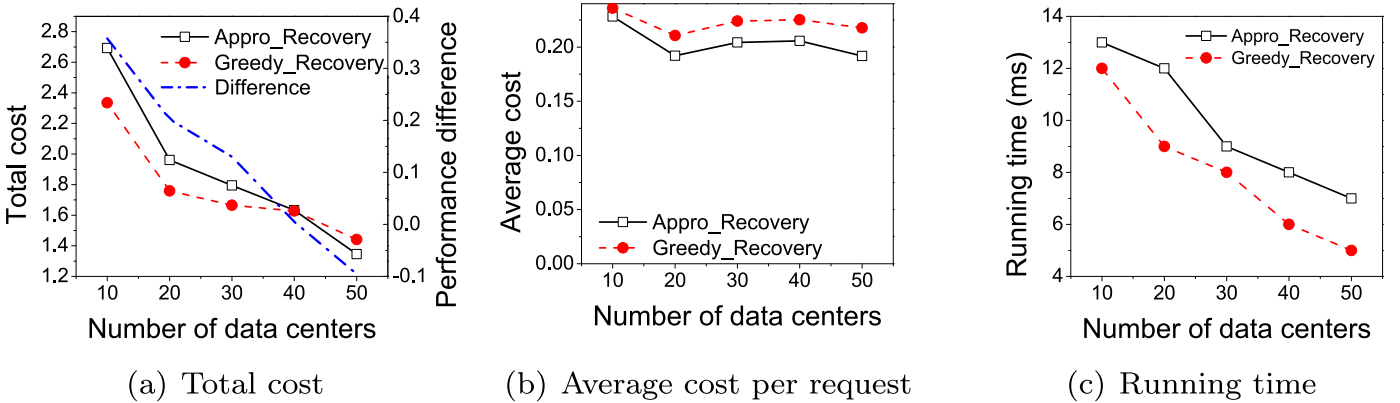 2.8
2.6
2.4
2.2
2.0
1.8
1.6
1.4
1.2
Total cost
Appro_Recovery
Greedy_Recovery
Difference
0.4
0.3
0.2
0.1
0.0
-0.1
Performance difference
10 20 30 40 50
Number of data centers
(a) Total cost
0.20
0.25
0.10
0.05
0.00
Average cost
Appro_Recovery
Greedy_Recovery
10 20 30 40 50
Number of data centers
(b) Average cost per request
14
12
10
8
6
4
Running time (ms)
Appro_Recovery
Greedy_Recovery
10 20 30 40 50
Number of data centers
(c) Running time